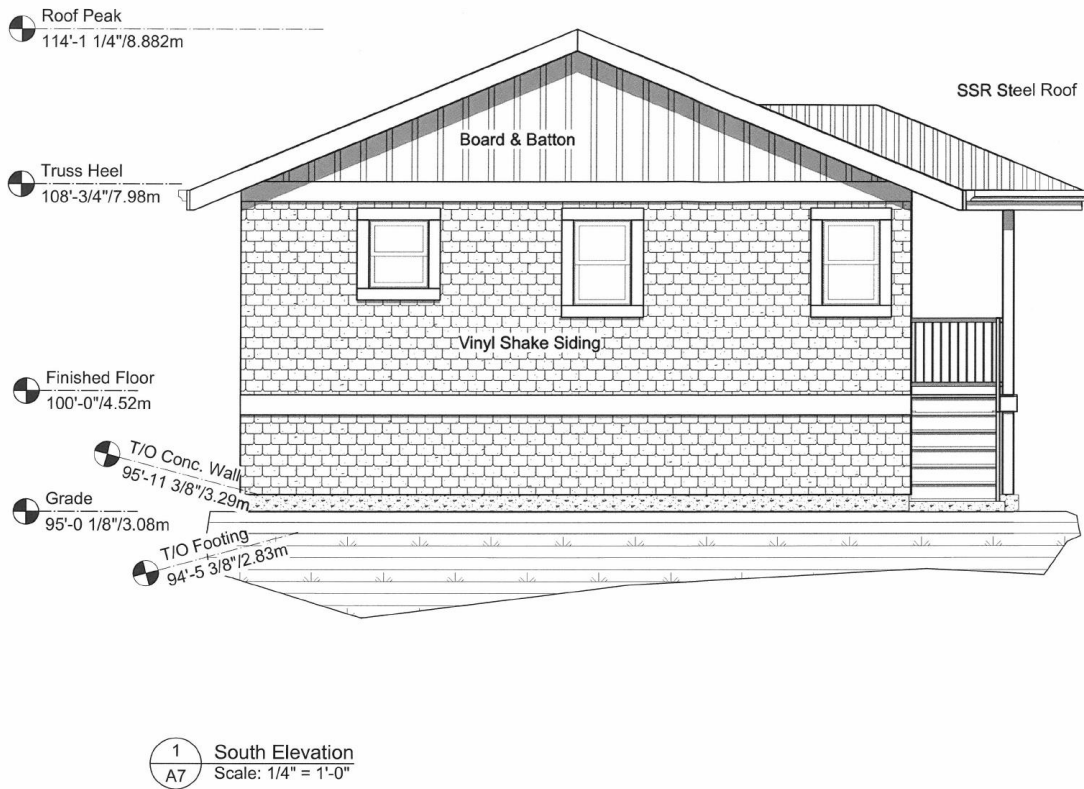 Roof Peak
114'-1 1/4"/8.882m
SSR Steel Roof
Board & Batton
Truss Heel
108'-3/4"/7.98m
Vinyl Shake Siding
Finished Floor
100'-0"/4.52m
T/O Conc. Wall
95'-11 3/8"/3.29m
Grade
95'-0 1/8"/3.08m
T/O Footing
94'-5 3/8"/2.83m
1
A7
South Elevation
Scale: 1/4" = 1'-0"